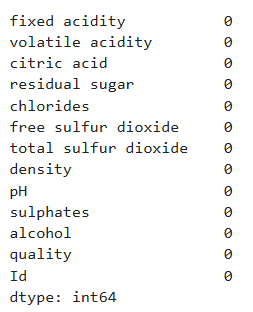 fixed acidity 0
volatile acidity 0
citric acid 0
residual sugar 0
chlorides 0
free sulfur dioxide 0
total sulfur dioxide 0
density 0
pH 0
sulphates 0
alcohol 0
quality 0
Id 0
dtype: int64